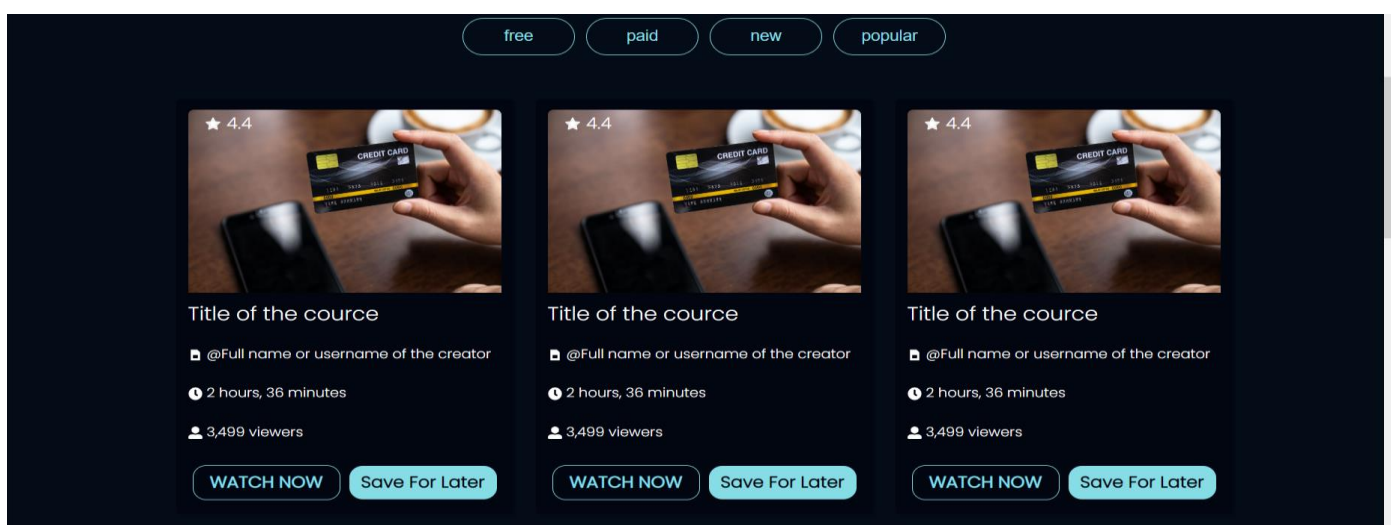 free paid new popular
4.4 4.4 4.4
CREDIT CARD CREDIT CARD CREDIT CARD
Title of the cource Title of the cource Title of the cource
@Full name or username of the creator @Full name or username of the creator @Full name or username of the creator
2 hours, 36 minutes 2 hours, 36 minutes 2 hours, 36 minutes
3,499 viewers 3,499 viewers 3,499 viewers
WATCH NOW Save For Later WATCH NOW Save For Later WATCH NOW Save For Later